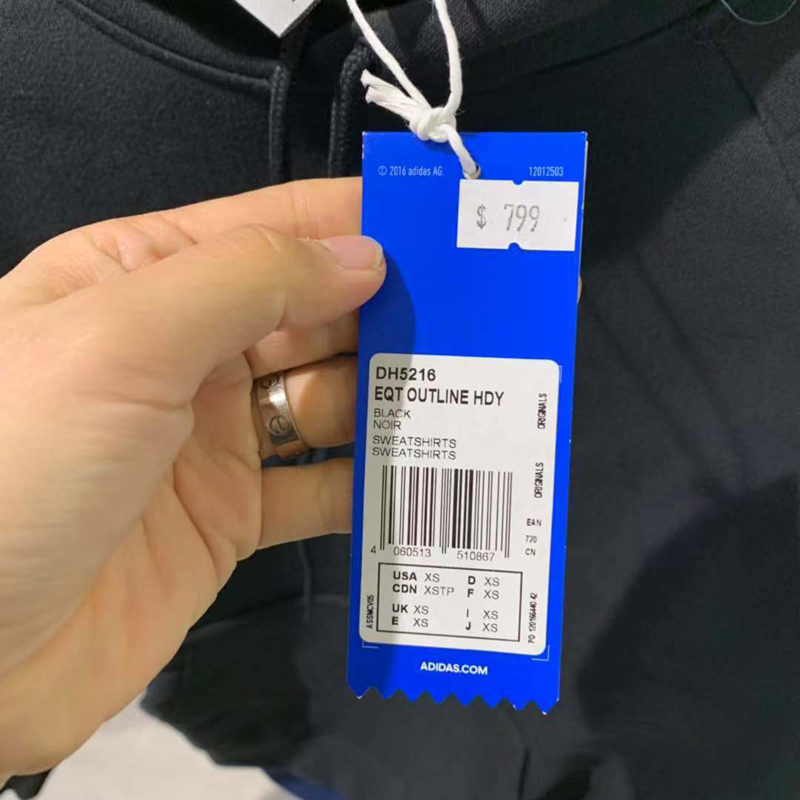 © 2016 adidas AG.
12012503
$ 799
DH5216
EQT OUTLINE HDY
BLACK
NOIR
SWEATSHIRTS
SWEATSHIRTS
ORIGINALS
ORIGINALS
EAN
720
CN
4 060513 510867
USA XS D XS
CDN XSTP F XS
UK XS I XS
E XS J XS
ASSMCV05
ADIDAS.COM